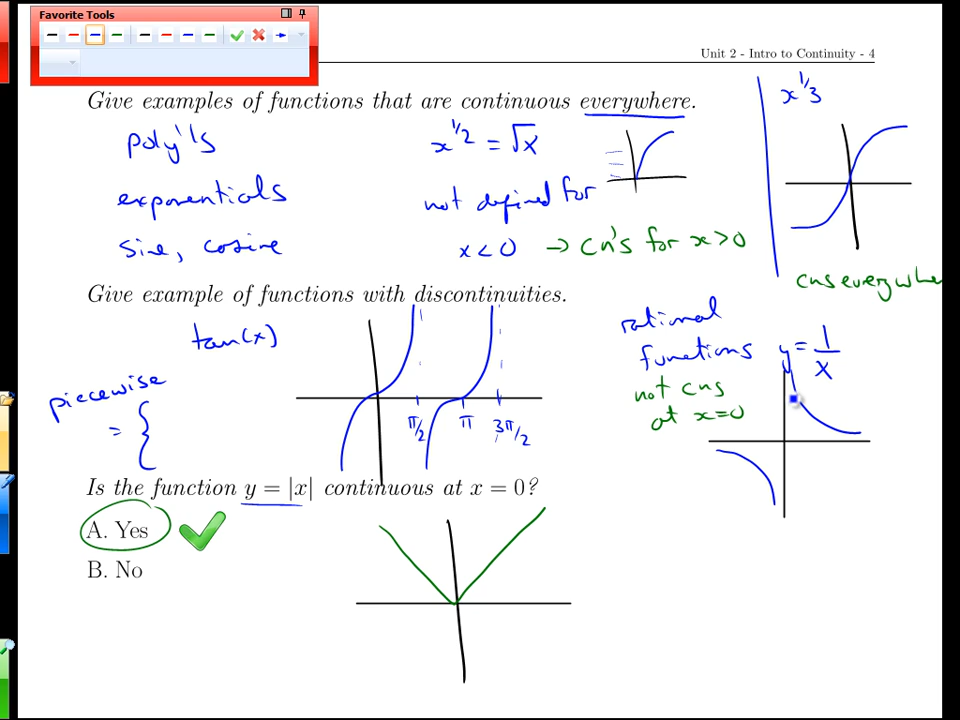 Favorite Tools
Unit 2 - Intro to Continuity - 4
Give examples of functions that are continuous everywhere.
poly'ls
exponentials
sine, cosine
x^1/2 = √x
not defined for
x < 0 → cn's for x > 0
x^1/3
cns everywhe
Give example of functions with discontinuities.
tan(x)
piecewise
= {
π/2 π 3π/2
rational
functions y = 1/x
not cns
at x=0
Is the function y = |x| continuous at x = 0?
A. Yes
B. No